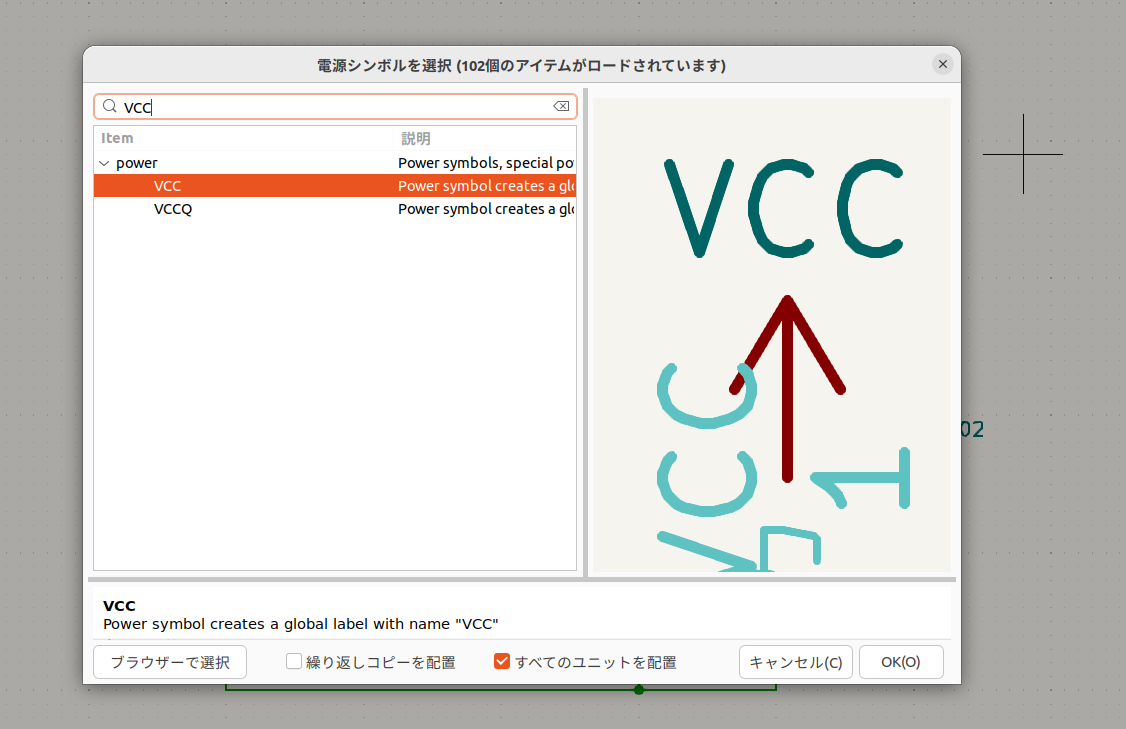 電源シンボルを選択 (102個のアイテムがロードされています)
VCC
Item 説明
power Power symbols, special po
VCC Power symbol creates a glo
VCCQ Power symbol creates a glo
VCC
VCC
1
02
VCC
Power symbol creates a global label with name "VCC"
ブラウザーで選択 繰り返しコピーを配置 すべてのユニットを配置 キャンセル(C) OK(O)